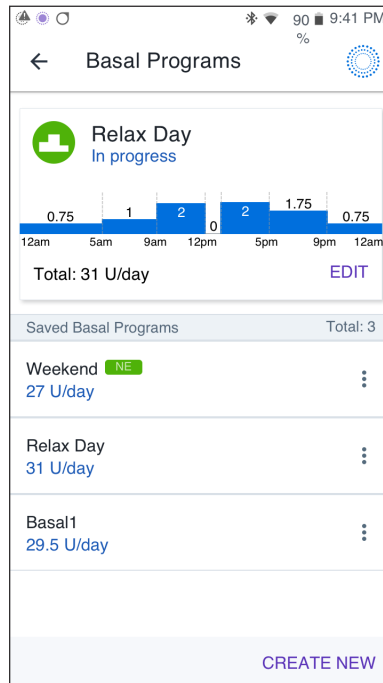 90 % 9:41 PM
Basal Programs
Relax Day
In progress
0.75 1 2 0 2 1.75 0.75
12am 5am 9am 12pm 5pm 9pm 12am
Total: 31 U/day EDIT
Saved Basal Programs Total: 3
Weekend NE
27 U/day
Relax Day
31 U/day
Basal1
29.5 U/day
CREATE NEW